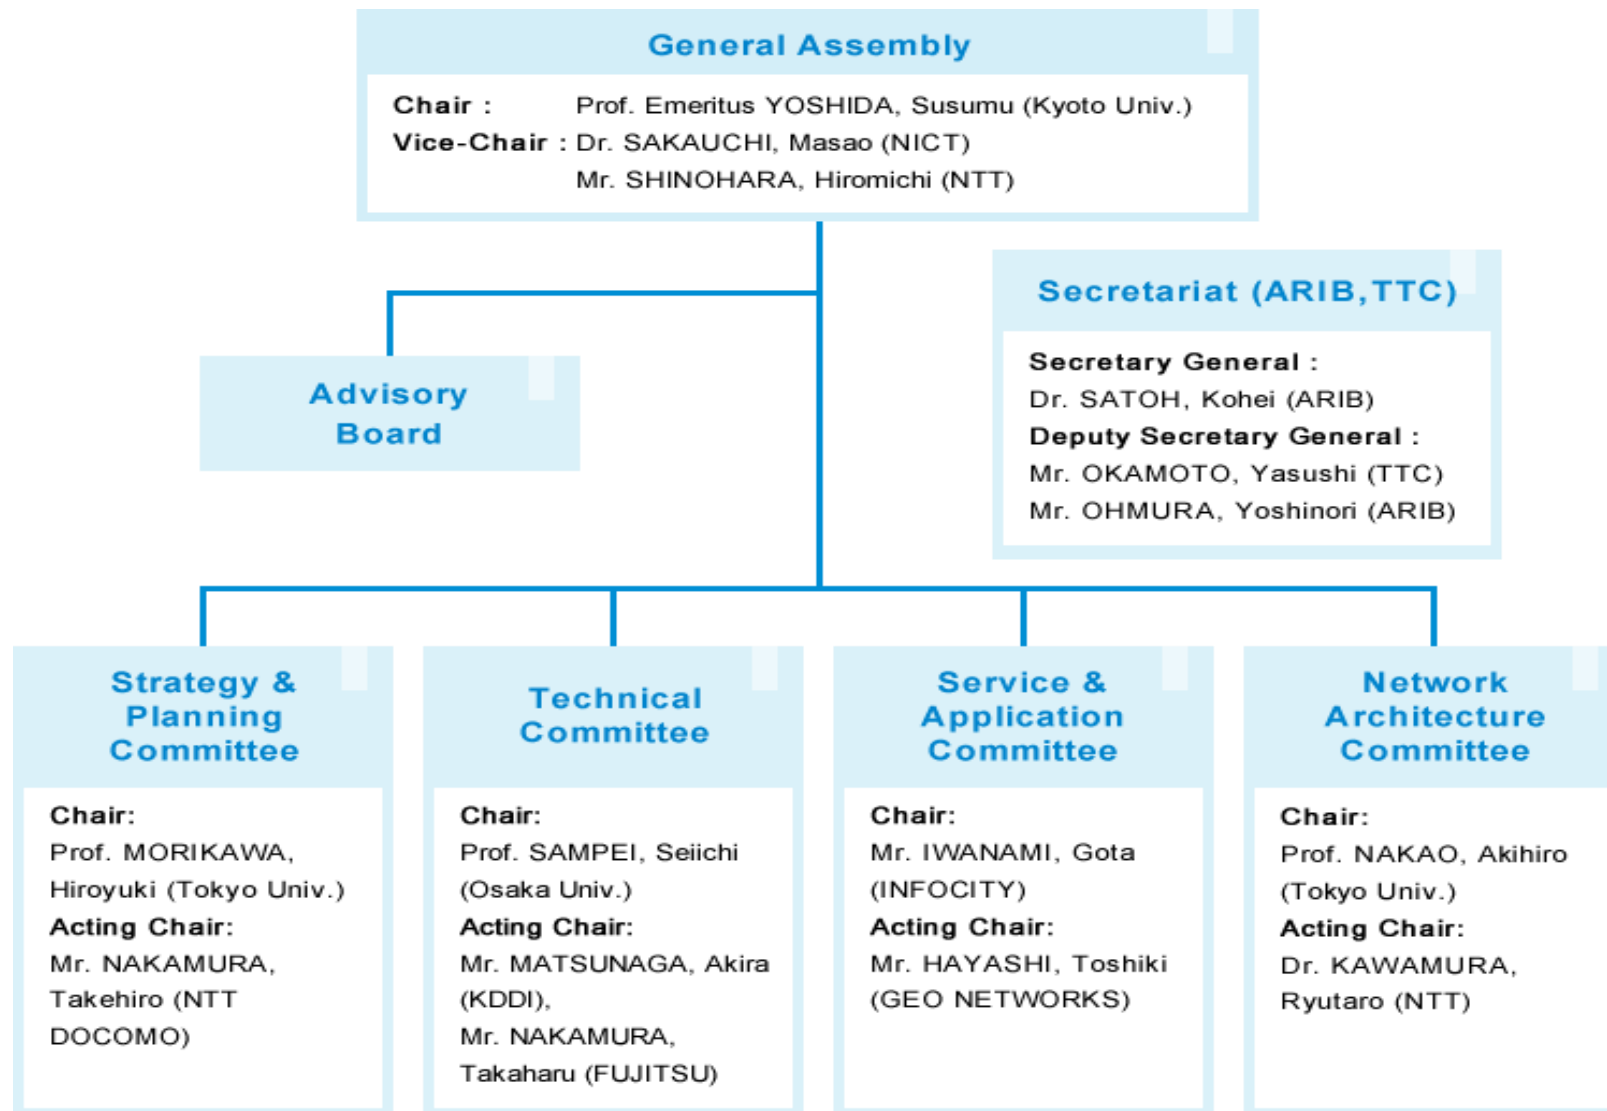 General Assembly
Chair : Prof. Emeritus YOSHIDA, Susumu (Kyoto Univ.)
Vice-Chair : Dr. SAKAUCHI, Masao (NICT)
Mr. SHINOHARA, Hiromichi (NTT)
Secretariat (ARIB,TTC)
Secretary General :
Dr. SATOH, Kohei (ARIB)
Deputy Secretary General :
Mr. OKAMOTO, Yasushi (TTC)
Mr. OHMURA, Yoshinori (ARIB)
Advisory
Board
Strategy &
Planning
Committee
Chair:
Prof. MORIKAWA,
Hiroyuki (Tokyo Univ.)
Acting Chair:
Mr. NAKAMURA,
Takehiro (NTT
DOCOMO)
Technical
Committee
Chair:
Prof. SAMPEI, Seiichi
(Osaka Univ.)
Acting Chair:
Mr. MATSUNAGA, Akira
(KDDI),
Mr. NAKAMURA,
Takaharu (FUJITSU)
Service &
Application
Committee
Chair:
Mr. IWANAMI, Gota
(INFOCITY)
Acting Chair:
Mr. HAYASHI, Toshiki
(GEO NETWORKS)
Network
Architecture
Committee
Chair:
Prof. NAKAO, Akihiro
(Tokyo Univ.)
Acting Chair:
Dr. KAWAMURA,
Ryutaro (NTT)